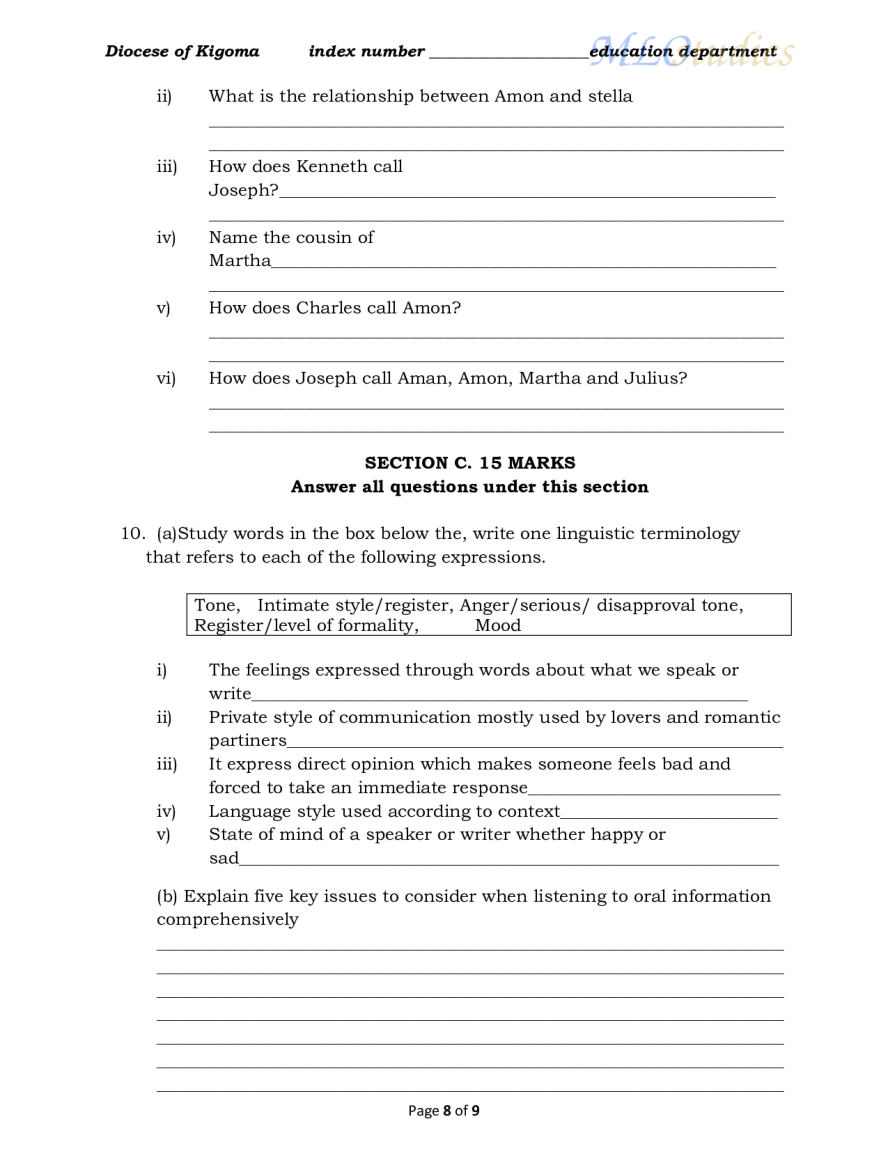 Diocese of Kigoma index number ____________________education department
MLOtudies
ii) What is the relationship between Amon and stella
iii) How does Kenneth call
Joseph?
iv) Name the cousin of
Martha
v) How does Charles call Amon?
vi) How does Joseph call Aman, Amon, Martha and Julius?
SECTION C. 15 MARKS
Answer all questions under this section
10. (a)Study words in the box below the, write one linguistic terminology
that refers to each of the following expressions.
Tone, Intimate style/register, Anger/serious/ disapproval tone,
Register/level of formality, Mood
i) The feelings expressed through words about what we speak or
write
ii) Private style of communication mostly used by lovers and romantic
partiners
iii) It express direct opinion which makes someone feels bad and
forced to take an immediate response
iv) Language style used according to context
v) State of mind of a speaker or writer whether happy or
sad
(b) Explain five key issues to consider when listening to oral information
comprehensively
Page 8 of 9